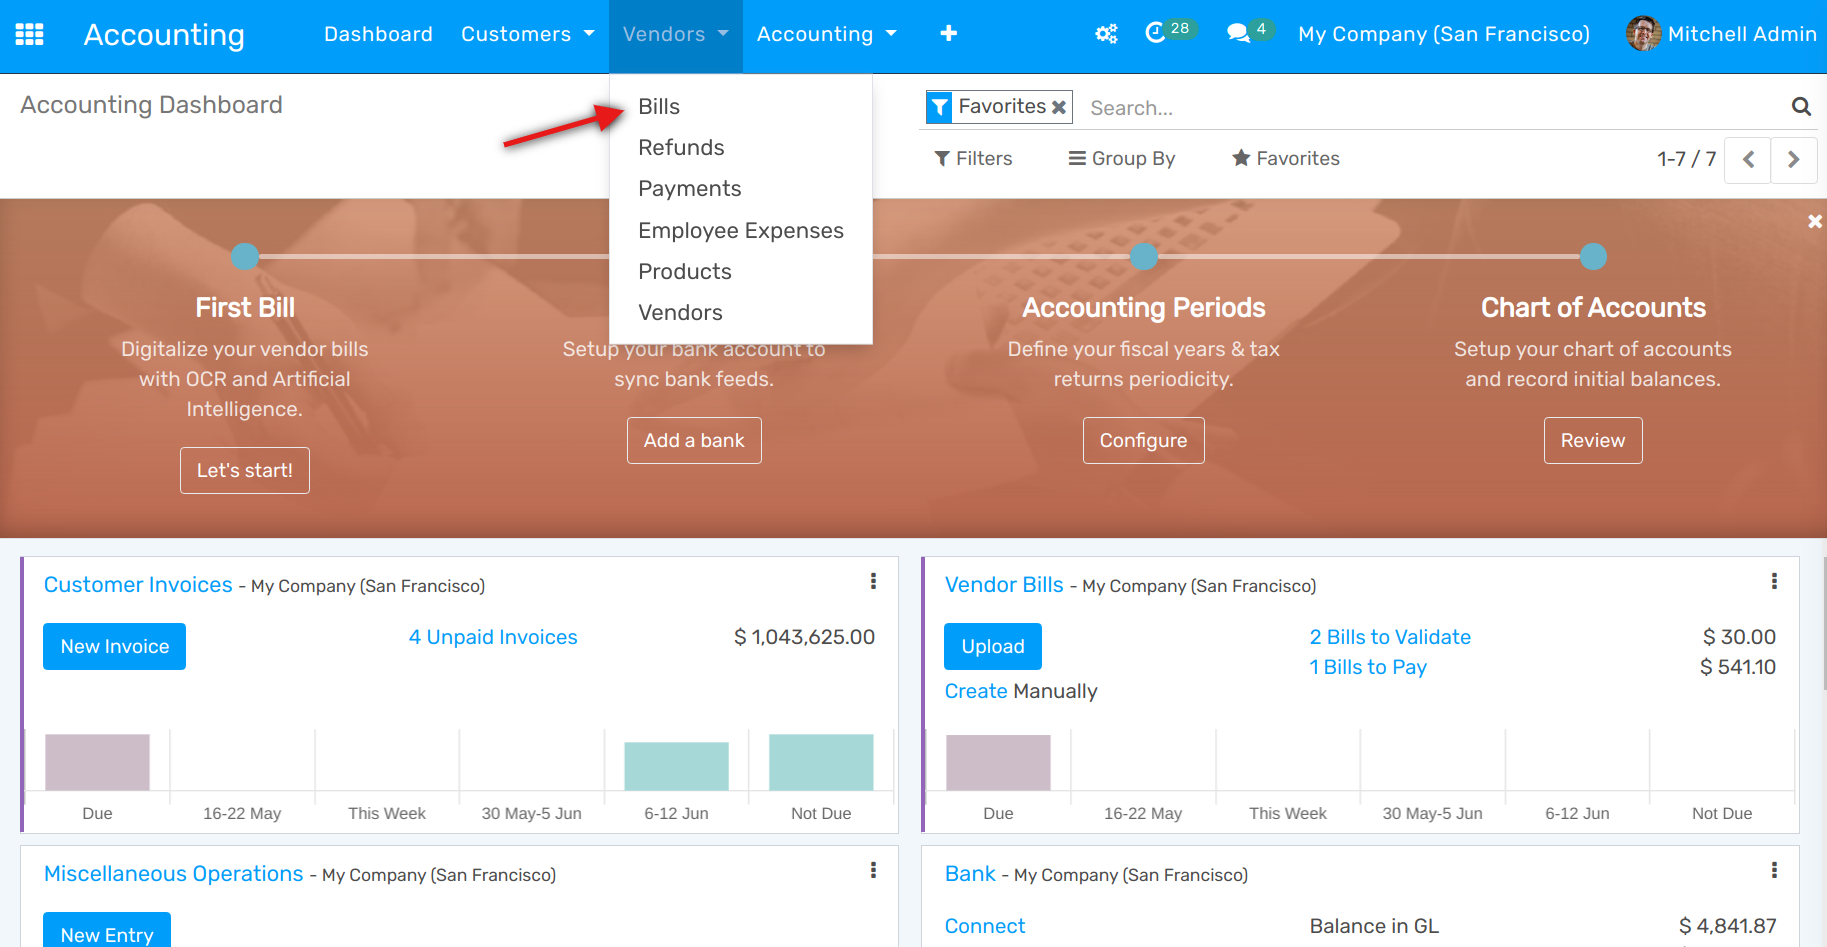 Accounting
Dashboard
Customers
Vendors
Accounting
28
4
My Company (San Francisco)
Mitchell Admin
Accounting Dashboard
Bills
Refunds
Payments
Employee Expenses
Products
Vendors
Favorites
Search...
Filters
Group By
Favorites
1-7 / 7
First Bill
Digitalize your vendor bills
with OCR and Artificial
Intelligence.
Let's start!
Setup your bank account to
sync bank feeds.
Add a bank
Accounting Periods
Define your fiscal years & tax
returns periodicity.
Configure
Chart of Accounts
Setup your chart of accounts
and record initial balances.
Review
Customer Invoices - My Company (San Francisco)
New Invoice
4 Unpaid Invoices
$ 1,043,625.00
Due
16-22 May
This Week
30 May-5 Jun
6-12 Jun
Not Due
Vendor Bills - My Company (San Francisco)
Upload
Create Manually
2 Bills to Validate
$ 30.00
1 Bills to Pay
$ 541.10
Due
16-22 May
This Week
30 May-5 Jun
6-12 Jun
Not Due
Miscellaneous Operations - My Company (San Francisco)
New Entry
Bank - My Company (San Francisco)
Connect
Balance in GL
$ 4,841.87